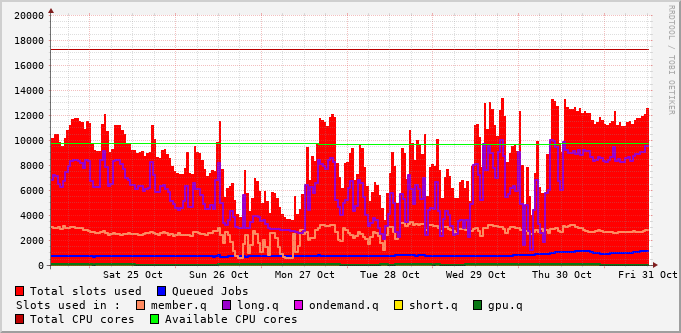 RRDTOOL / TOBI OETIKER
20000
18000
16000
14000
12000
10000
8000
6000
4000
2000
0
Sat 25 Oct Sun 26 Oct Mon 27 Oct Tue 28 Oct Wed 29 Oct Thu 30 Oct Fri 31 Oct
Total slots used Queued Jobs
Slots used in : member.q long.q ondemand.q short.q gpu.q
Total CPU cores Available CPU cores